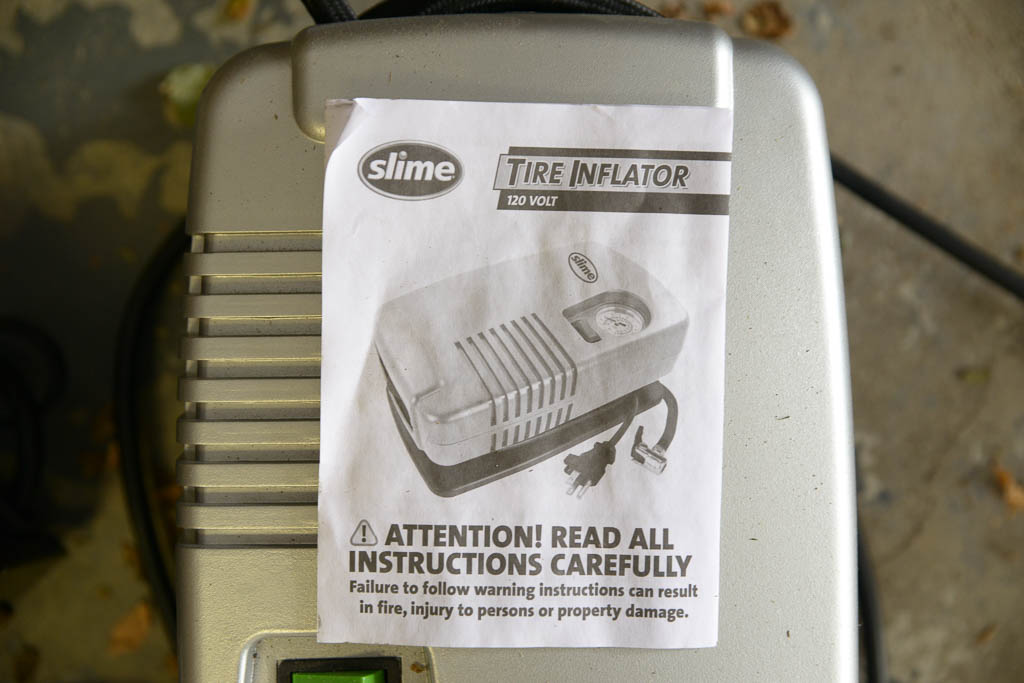 slime
TIRE INFLATOR
120 VOLT
slime
ATTENTION! READ ALL
INSTRUCTIONS CAREFULLY
Failure to follow warning instructions can result
in fire, injury to persons or property damage.